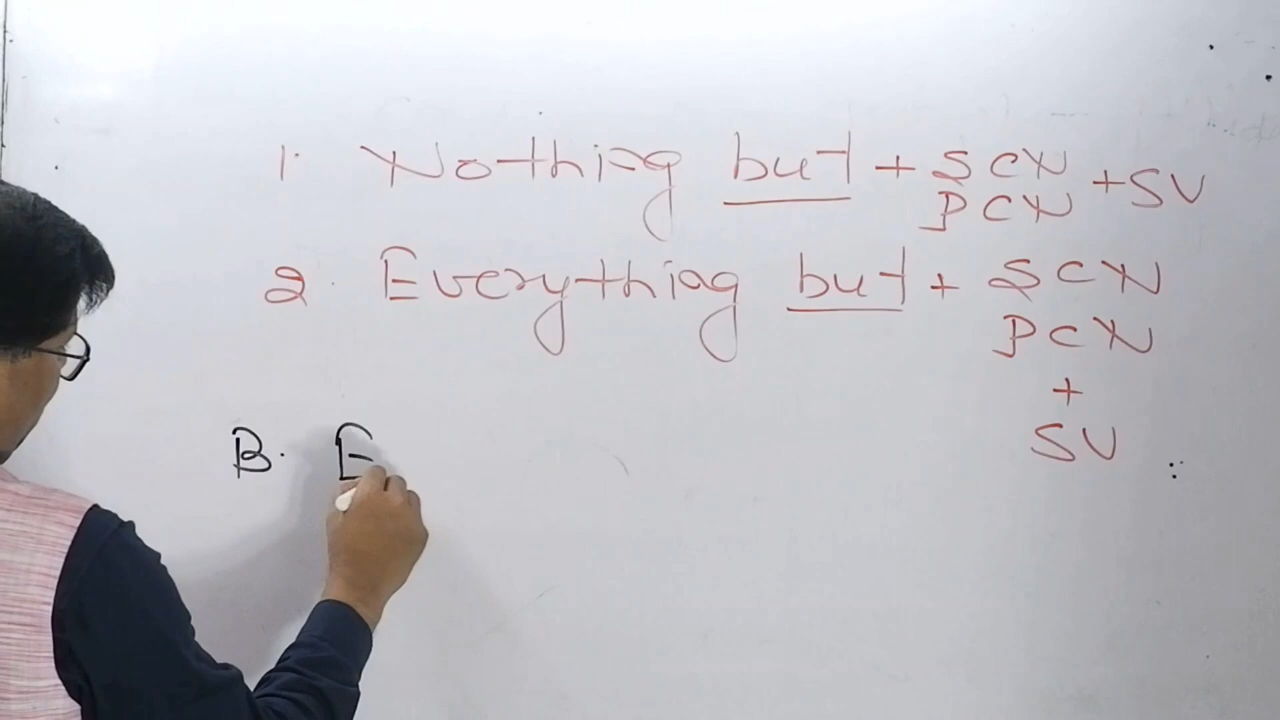 1. Nothing but + SCN + SV
PCN
2. Everything but + SCN
PCN
+
SV
B. E